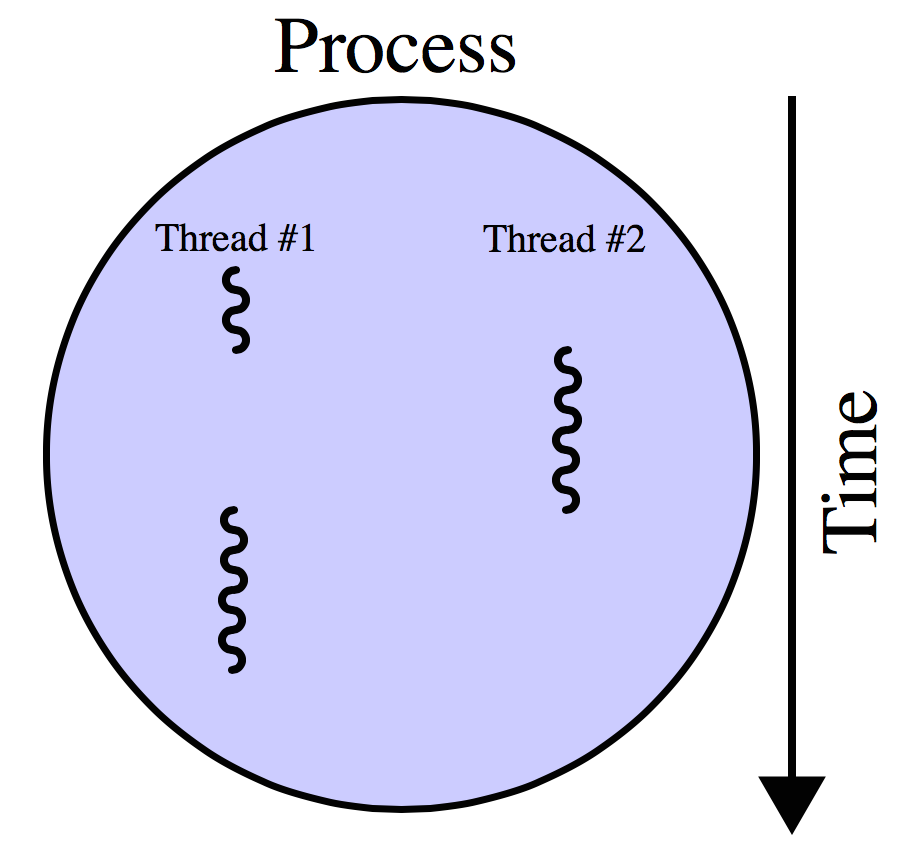 Process
Thread #1
Thread #2
Time